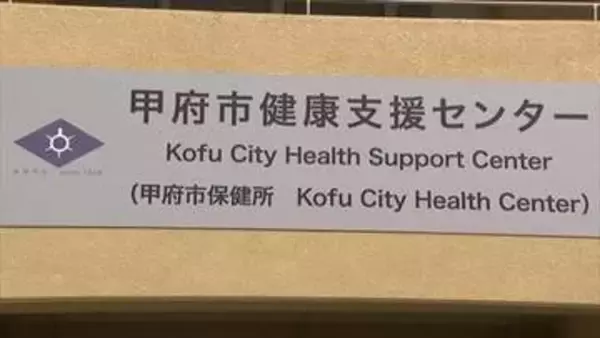 甲府市健康支援センター
Kofu City Health Support Center
（甲府市保健所 Kofu City Health Center）